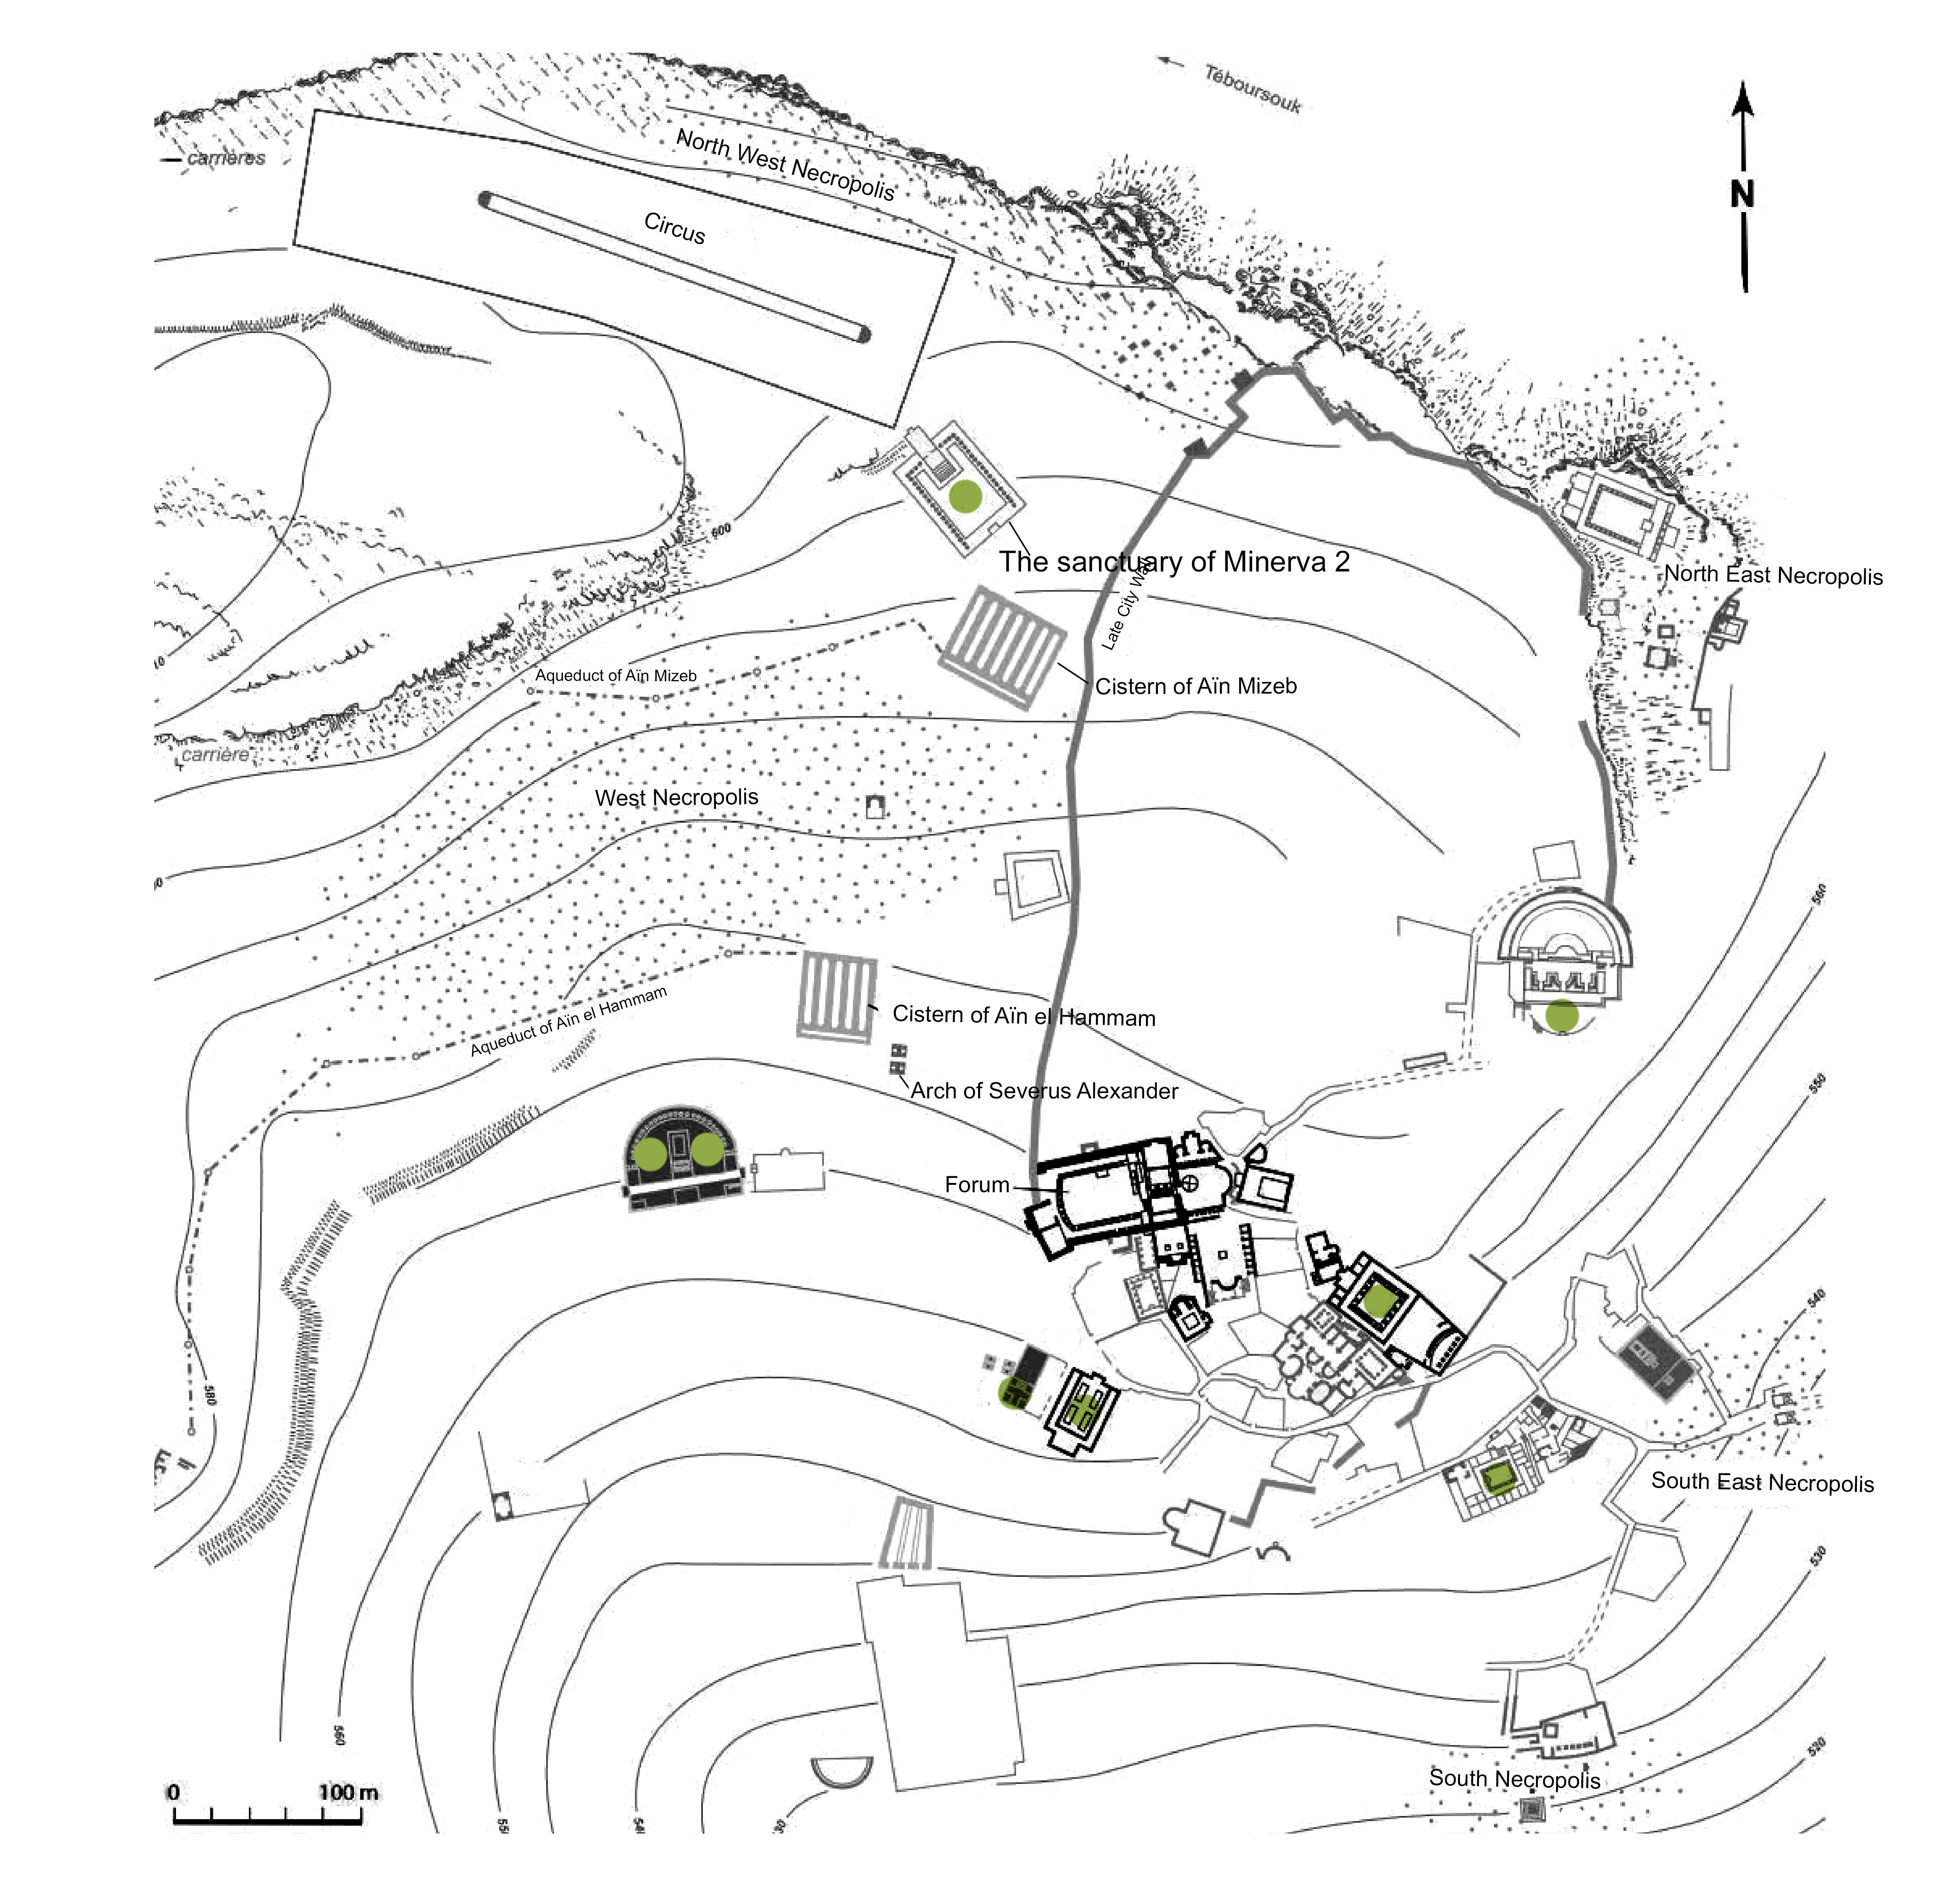 Téboursouk
carrières
North West Necropolis
N
Circus
The sanctuary of Minerva 2
600
North East Necropolis
Late City Wall
Aqueduct of Aïn Mizeb
Cistern of Aïn Mizeb
carrière
West Necropolis
560
Aqueduct of Aïn el Hammam
Cistern of Aïn el Hammam
Arch of Severus Alexander
550
Forum
540
580
South East Necropolis
530
560
520
South Necropolis
0 100 m